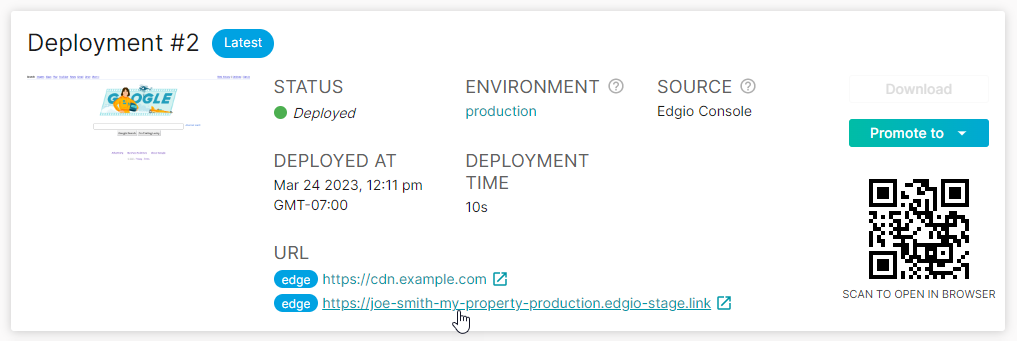 Deployment #2 Latest
GOOGLE
STATUS
Deployed
ENVIRONMENT
production
SOURCE
Edgio Console
Download
Promote to
DEPLOYED AT
Mar 24 2023, 12:11 pm
GMT-07:00
DEPLOYMENT
TIME
10s
URL
edge https://cdn.example.com
edge https://joe-smith-my-property-production.edgio-stage.link
SCAN TO OPEN IN BROWSER